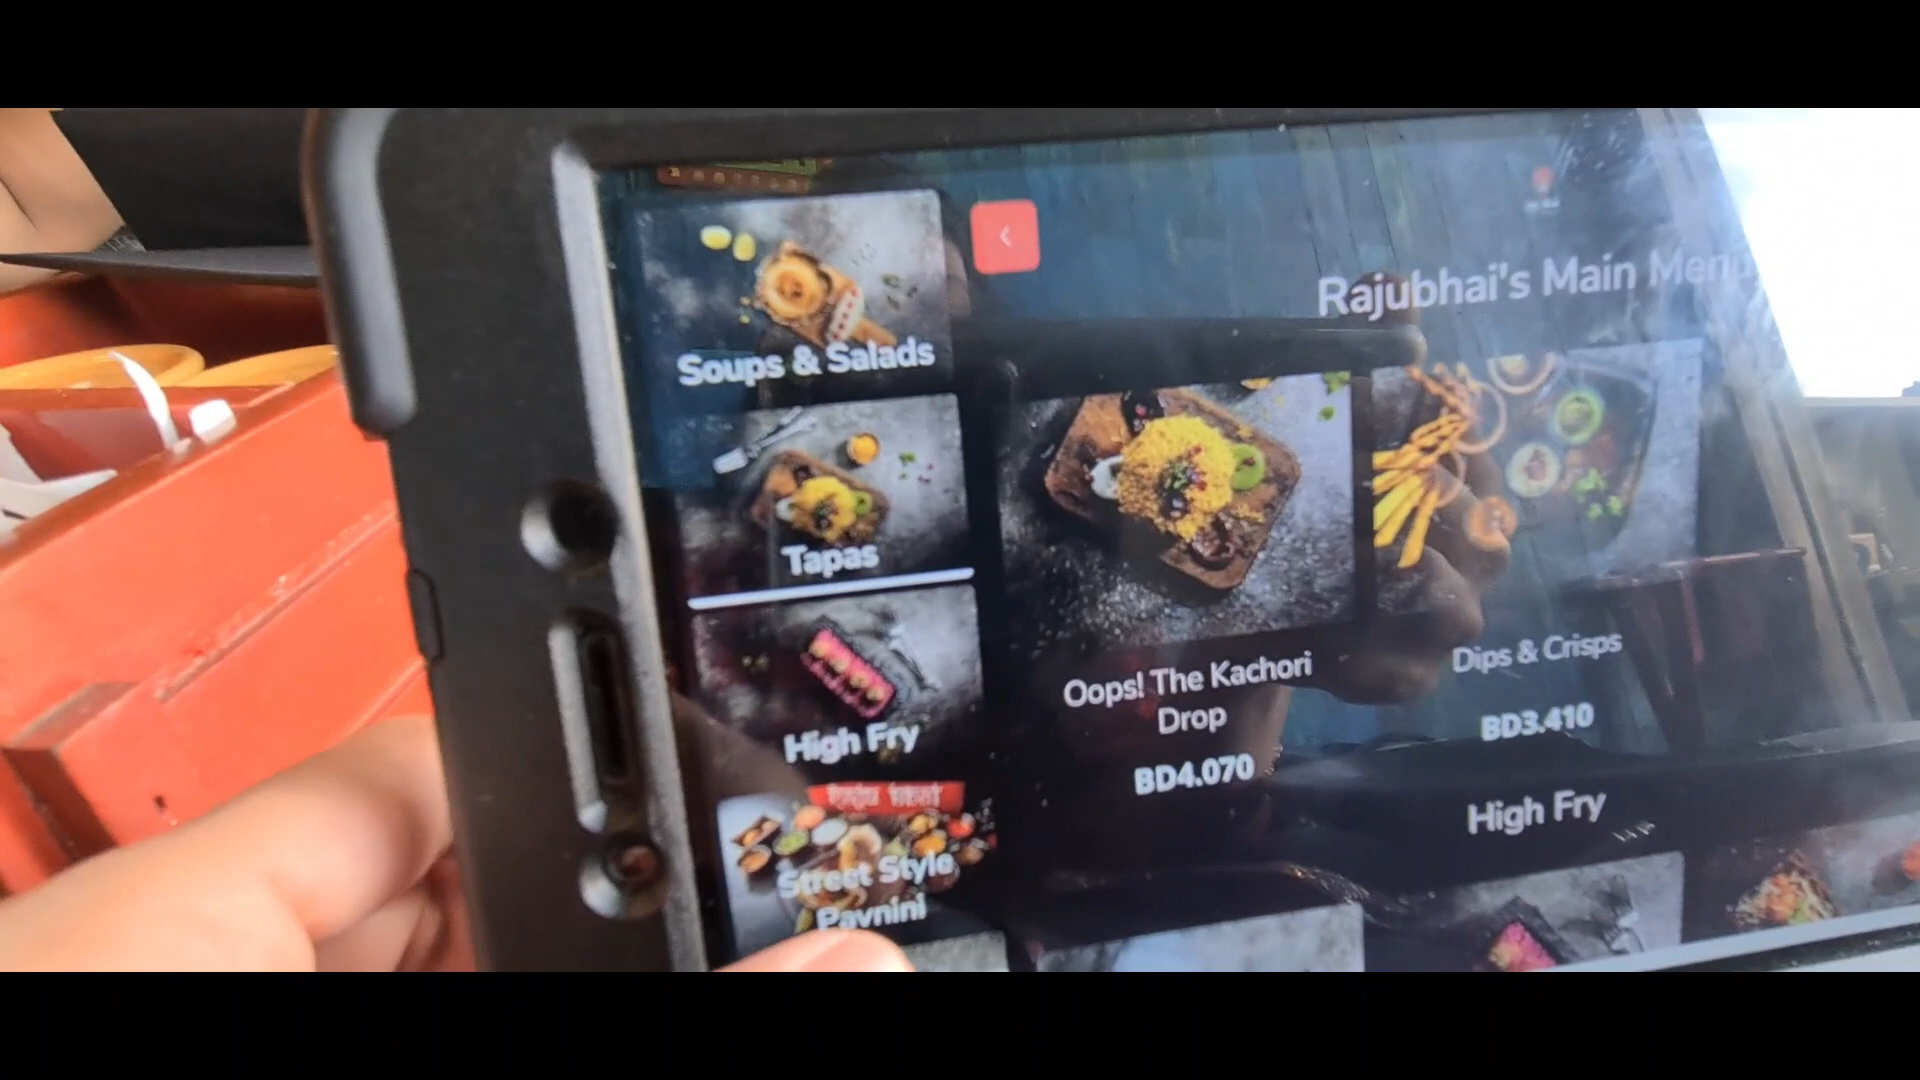 Rajubhai's Main Menu
Soups & Salads
Tapas
High Fry
Street Style
Pavnini
Oops! The Kachori
Drop
BD4.070
Dips & Crisps
BD3.410
High Fry